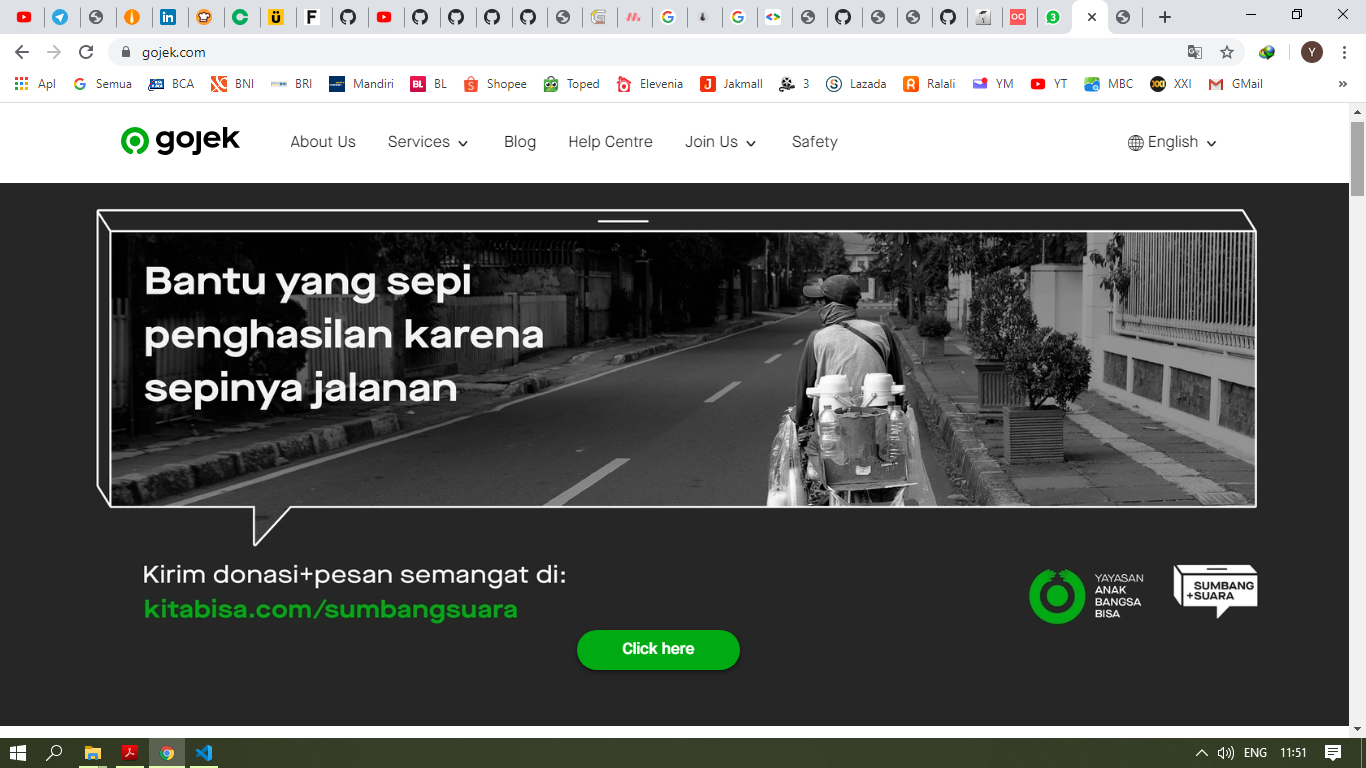 gojek.com
Apl
Semua
BCA
BNI
BRI
Mandiri
BL
Shopee
Toped
Elevenia
Jakmall
3
Lazada
Ralali
YM
YT
MBC
XXI
GMail
»
gojek
About Us
Services
Blog
Help Centre
Join Us
Safety
English
Bantu yang sepi
penghasilan karena
sepinya jalanan
Kirim donasi+pesan semangat di:
kitabisa.com/sumbangsuara
YAYASAN
ANAK
BANGSA
BISA
SUMBANG
+SUARA
Click here
ENG
11:51